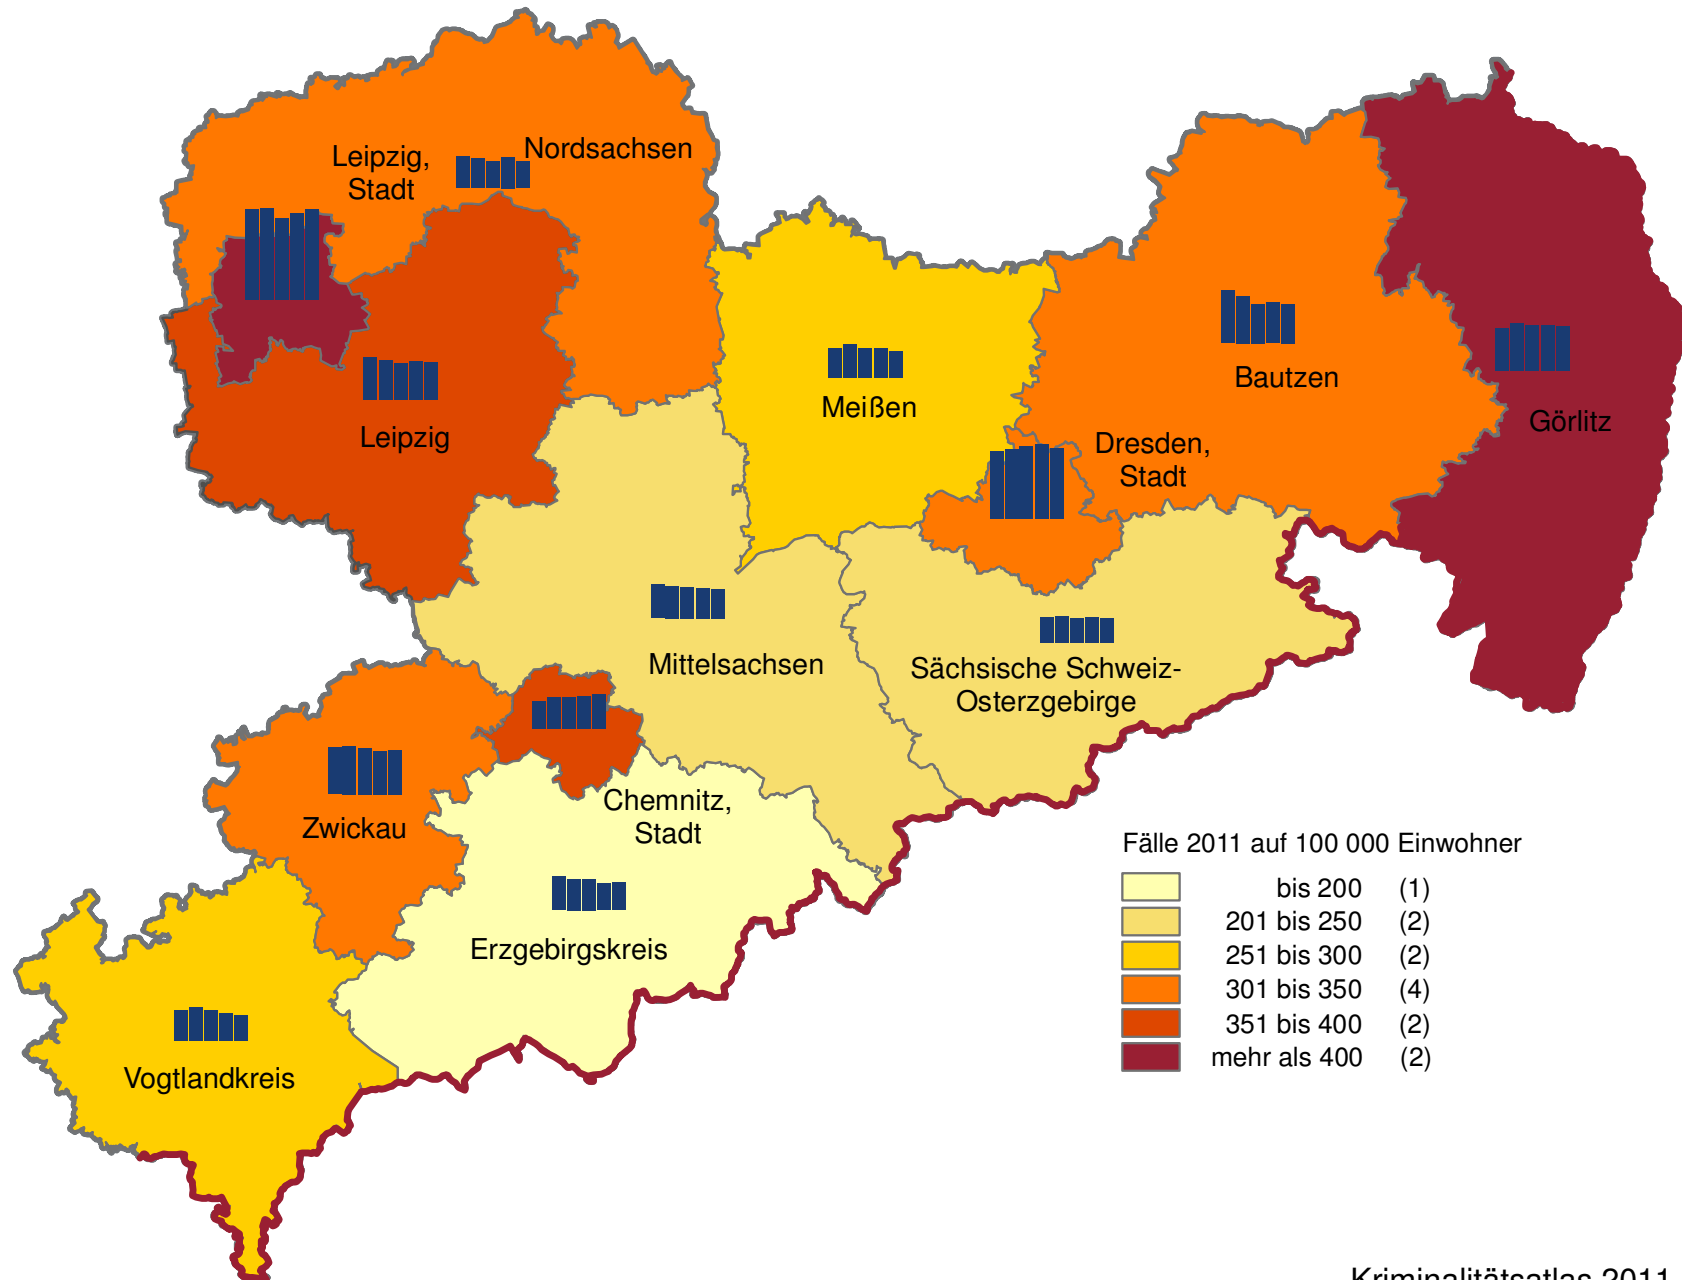 Leipzig,
Stadt
Nordsachsen
Leipzig
Meißen
Bautzen
Görlitz
Dresden,
Stadt
Mittelsachsen
Sächsische Schweiz-
Osterzgebirge
Zwickau
Chemnitz,
Stadt
Erzgebirgskreis
Vogtlandkreis
Fälle 2011 auf 100 000 Einwohner
bis 200 (1)
201 bis 250 (2)
251 bis 300 (2)
301 bis 350 (4)
351 bis 400 (2)
mehr als 400 (2)
Kriminalitätsatlas 2011